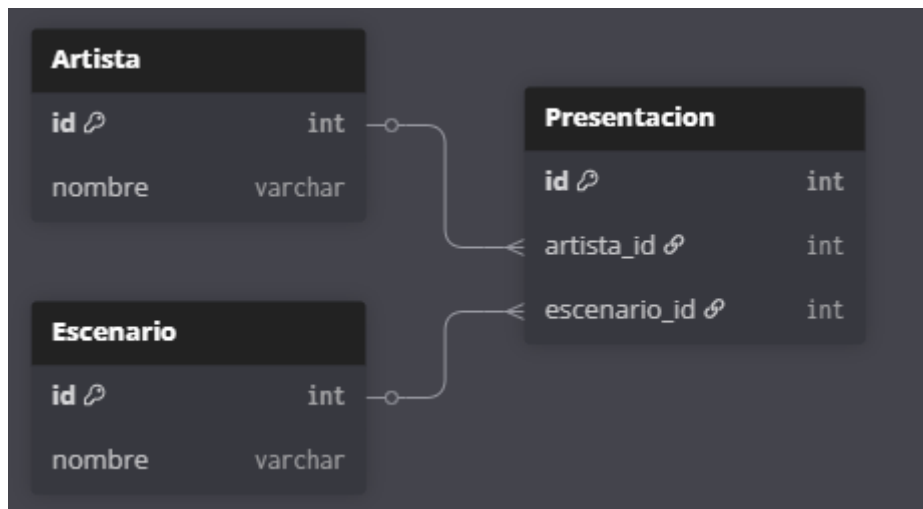 Artista
id int
nombre varchar
Presentacion
id int
artista_id int
escenario_id int
Escenario
id int
nombre varchar